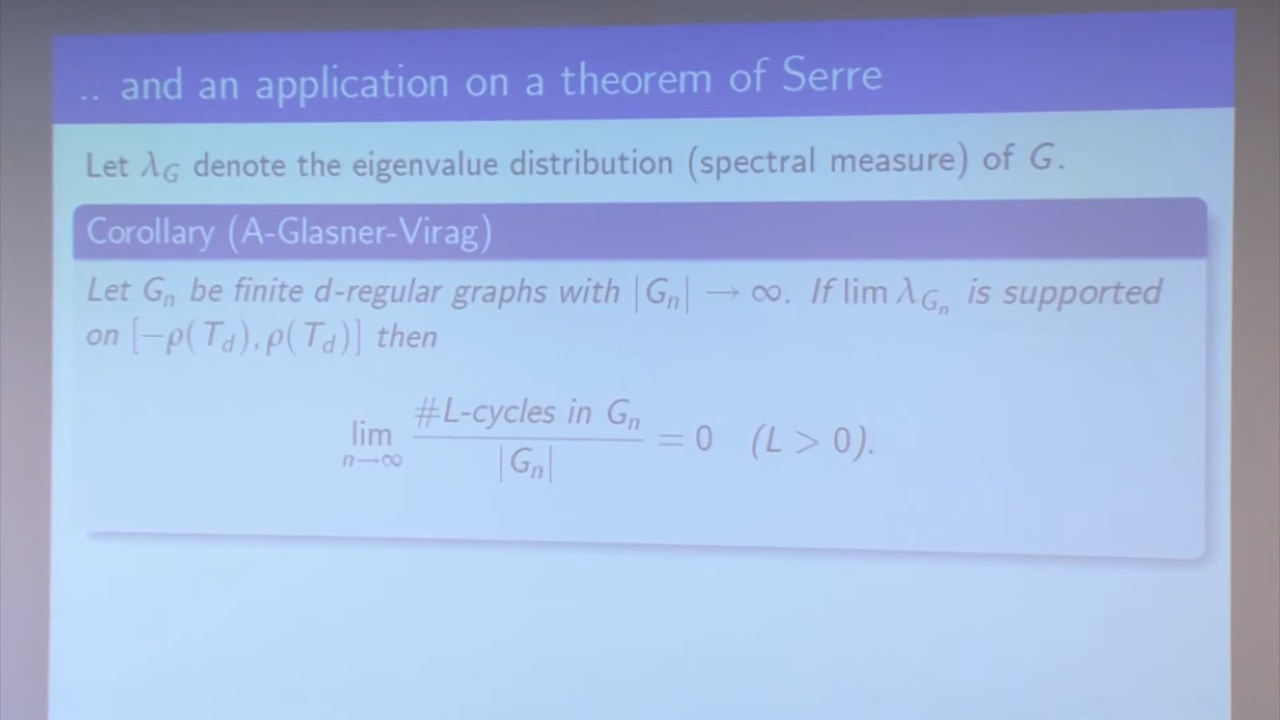 .. and an application on a theorem of Serre
Let λ_G denote the eigenvalue distribution (spectral measure) of G.
Corollary (A-Glasner-Virag)
Let G_n be finite d-regular graphs with |G_n| → ∞. If lim λ_{G_n} is supported
on [−ρ(T_d), ρ(T_d)] then
lim_{n→∞} #L-cycles in G_n / |G_n| = 0 (L > 0).